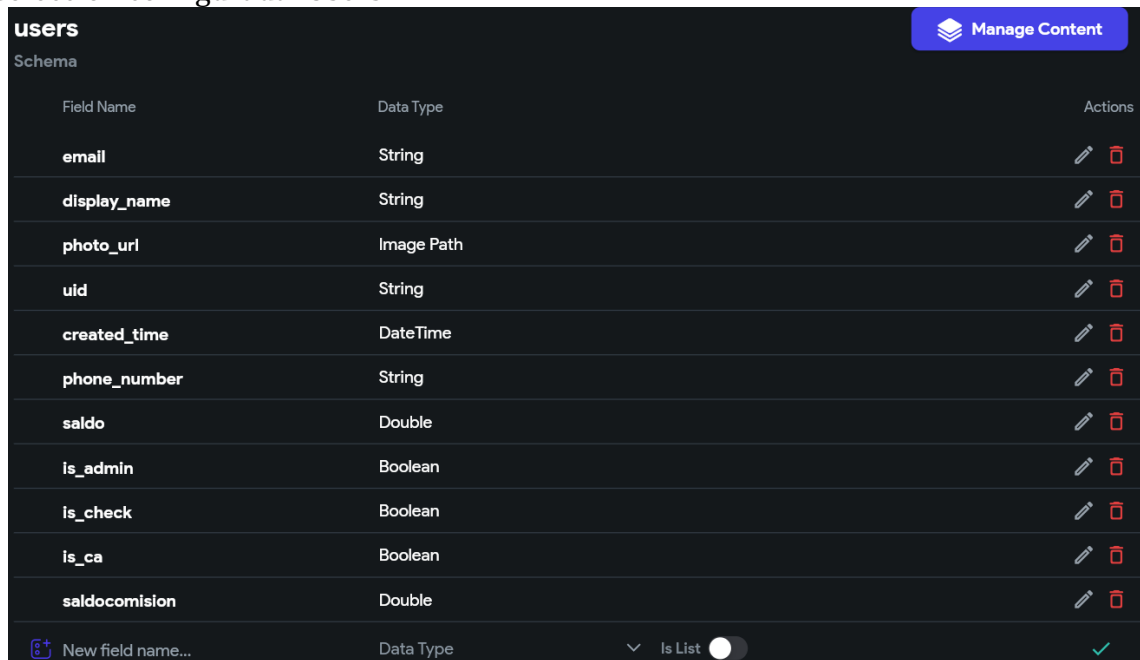 users
Manage Content
Schema
Field Name Data Type Actions
email String
display_name String
photo_url Image Path
uid String
created_time DateTime
phone_number String
saldo Double
is_admin Boolean
is_check Boolean
is_ca Boolean
saldocomision Double
New field name... Data Type Is List